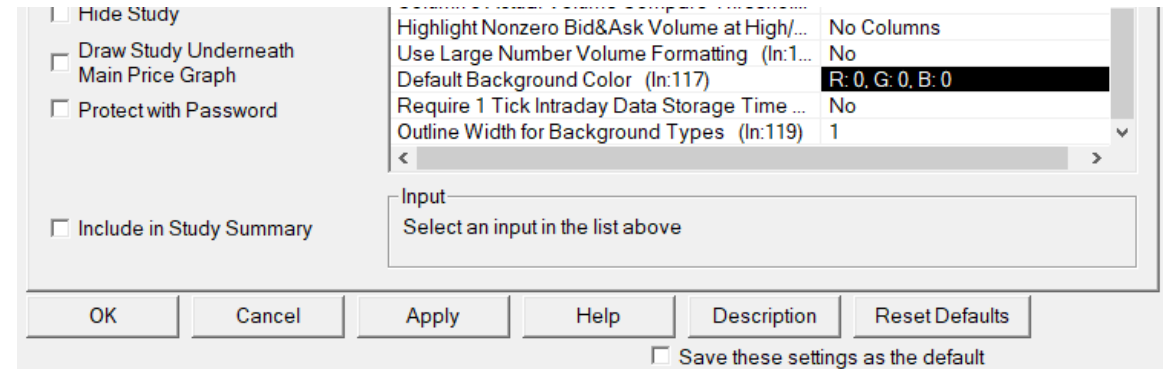 Hide Study
Draw Study Underneath
Main Price Graph
Protect with Password
Include in Study Summary
Highlight Nonzero Bid&Ask Volume at High/... No Columns
Use Large Number Volume Formatting (In:1... No
Default Background Color (In:117) R: 0, G: 0, B: 0
Require 1 Tick Intraday Data Storage Time ... No
Outline Width for Background Types (In:119) 1
Input
Select an input in the list above
OK Cancel Apply Help Description Reset Defaults
Save these settings as the default